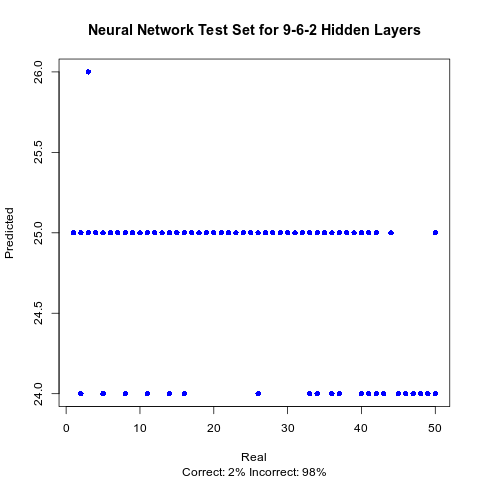 Neural Network Test Set for 9-6-2 Hidden Layers
Predicted
26.0
25.5
25.0
24.5
24.0
0 10 20 30 40 50
Real
Correct: 2% Incorrect: 98%